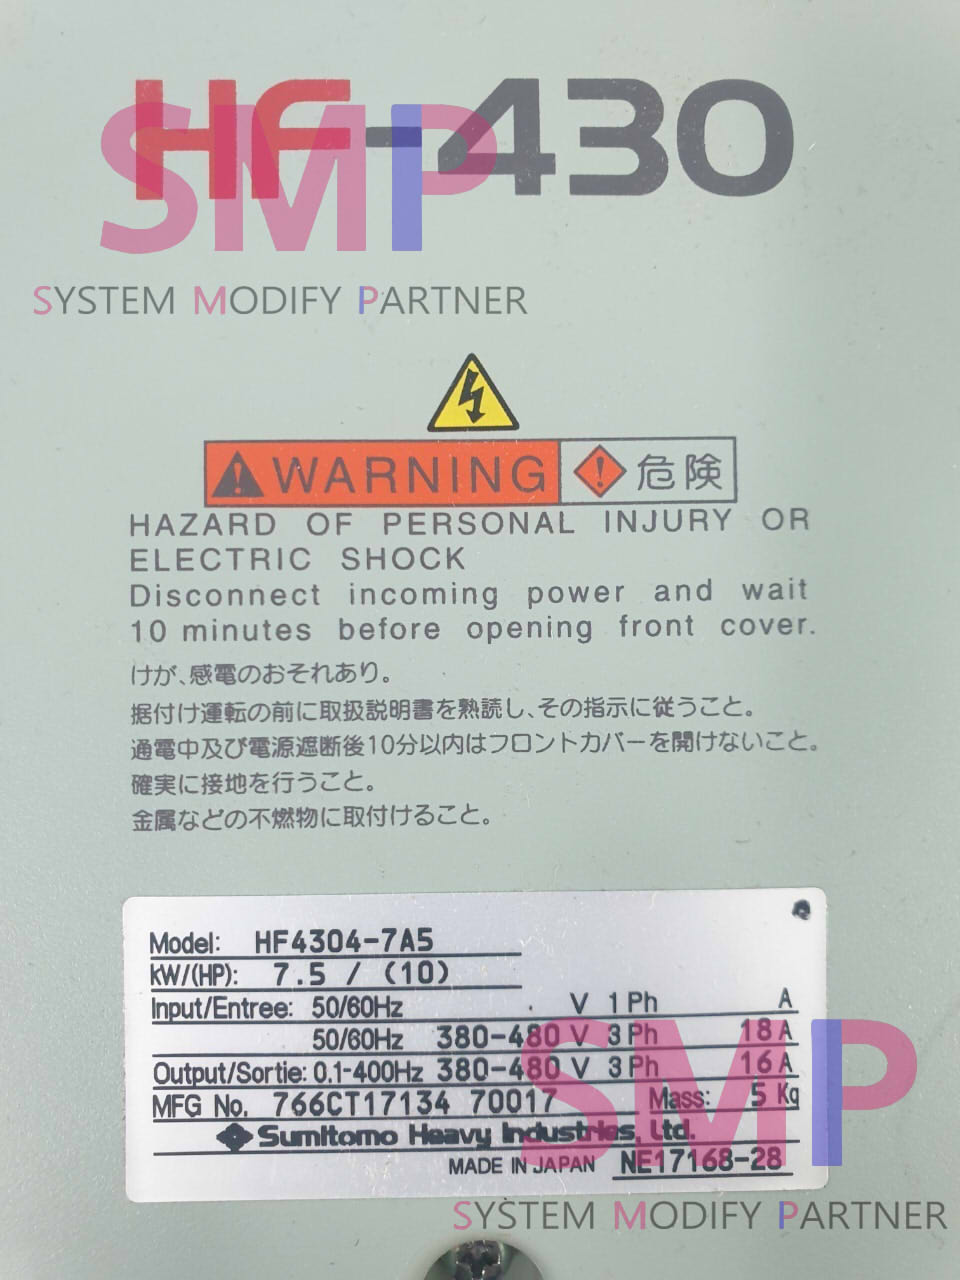 HF-430
SMP
SYSTEM MODIFY PARTNER
WARNING 危険
HAZARD OF PERSONAL INJURY OR
ELECTRIC SHOCK
Disconnect incoming power and wait
10 minutes before opening front cover.
けが、感電のおそれあり。
据付け運転の前に取扱説明書を熟読し、その指示に従うこと。
通電中及び電源遮断後10分以内はフロントカバーを開けないこと。
確実に接地を行うこと。
金属などの不燃物に取付けること。
Model: HF4304-7A5
kW/(HP): 7.5 / (10)
Input/Entree: 50/60Hz V 1 Ph A
50/60Hz 380-480 V 3 Ph 18 A
Output/Sortie: 0.1-400Hz 380-480 V 3 Ph 16 A
MFG No. 766CT17134 70017 Mass: 5 Kg
Sumitomo Heavy Industries, Ltd.
MADE IN JAPAN NE17168-28
SMP
SYSTEM MODIFY PARTNER